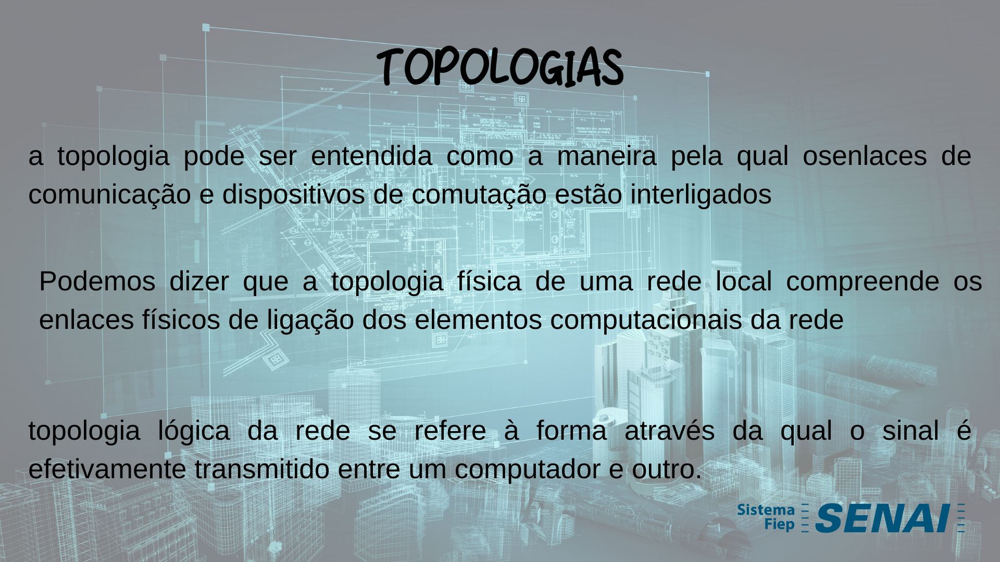 TOPOLOGIAS
a topologia pode ser entendida como a maneira pela qual osenlaces de
comunicação e dispositivos de comutação estão interligados
Podemos dizer que a topologia física de uma rede local compreende os
enlaces físicos de ligação dos elementos computacionais da rede
topologia lógica da rede se refere à forma através da qual o sinal é
efetivamente transmitido entre um computador e outro.
Sistema
Fiep
SENAI